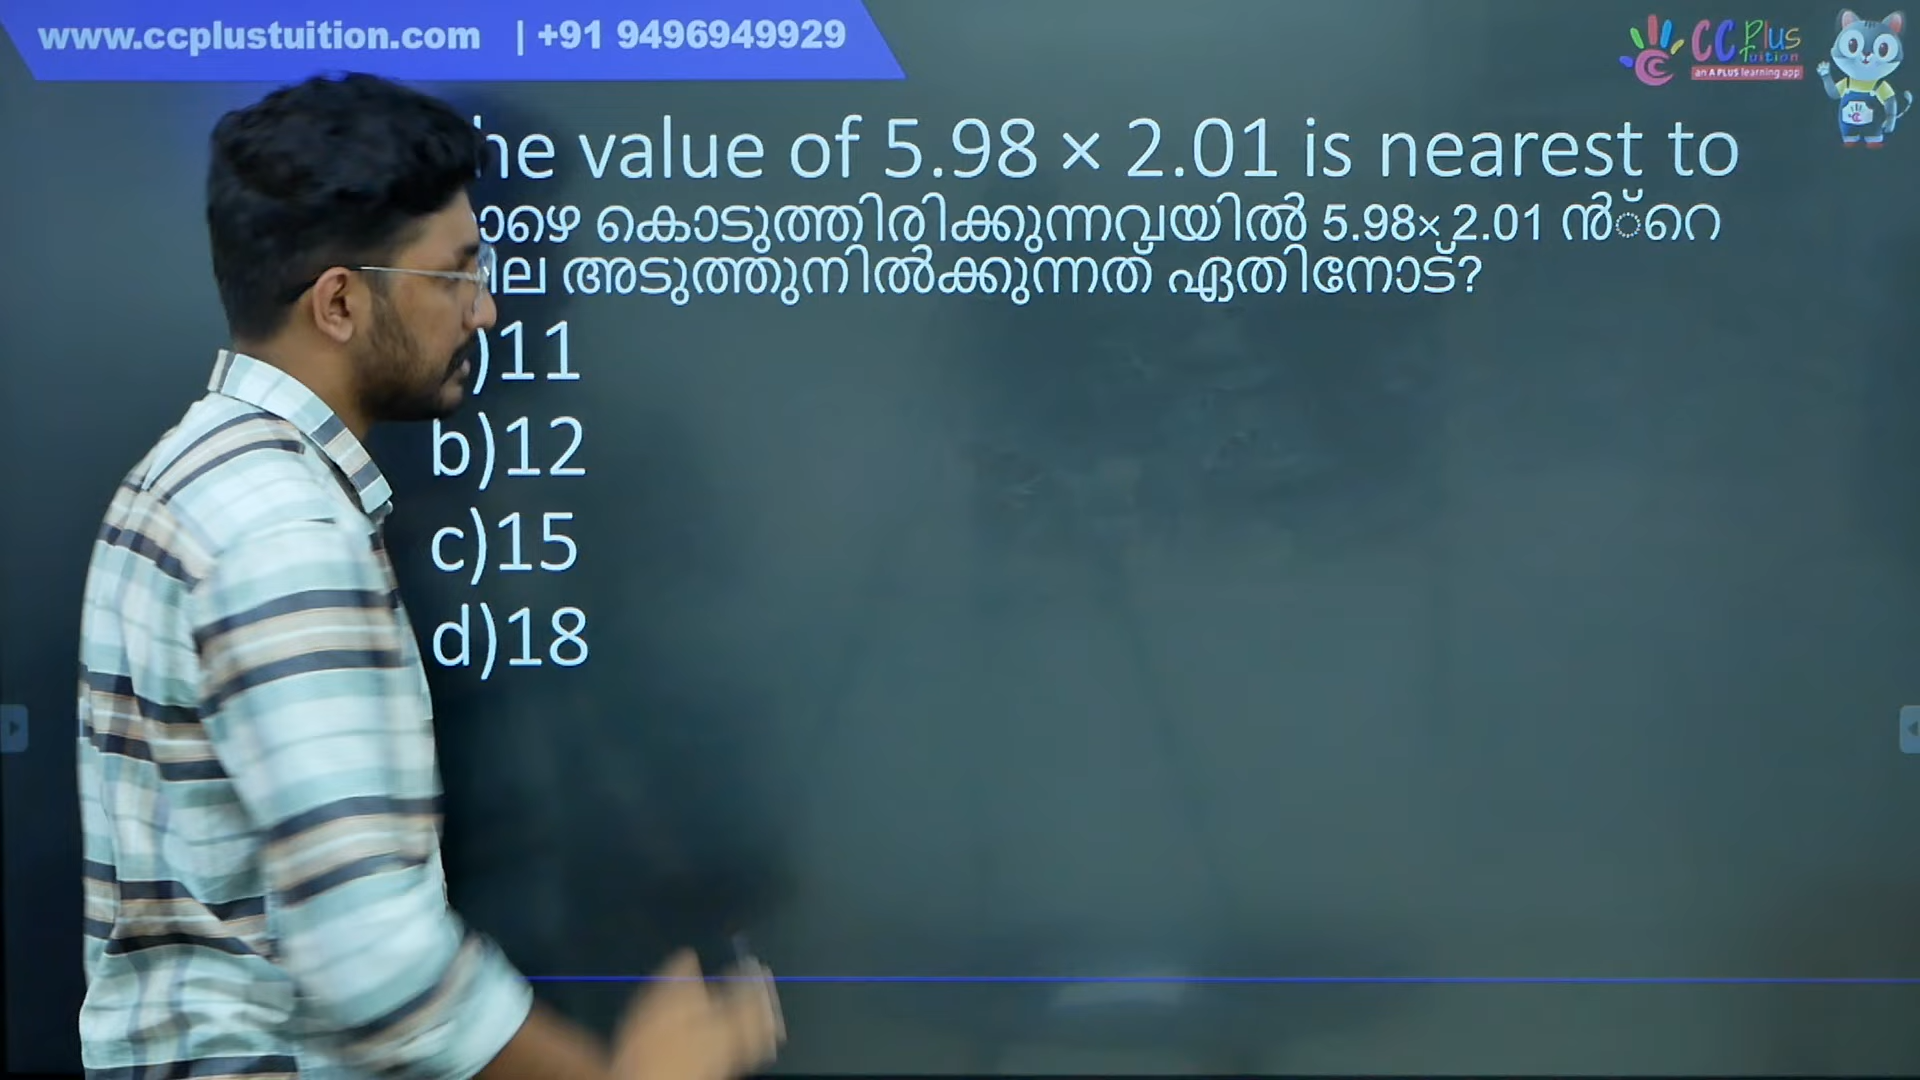 www.ccplustuition.com | +91 9496949929
CC Plus
Tuition
an A PLUS learning app
value of 5.98 × 2.01 is nearest to
കൊടുത്തിരിക്കുന്നവയിൽ 5.98× 2.01 ൻ്റെ
അടുത്തുനിൽക്കുന്നത് ഏതിനോട്?
)11
b)12
c)15
d)18